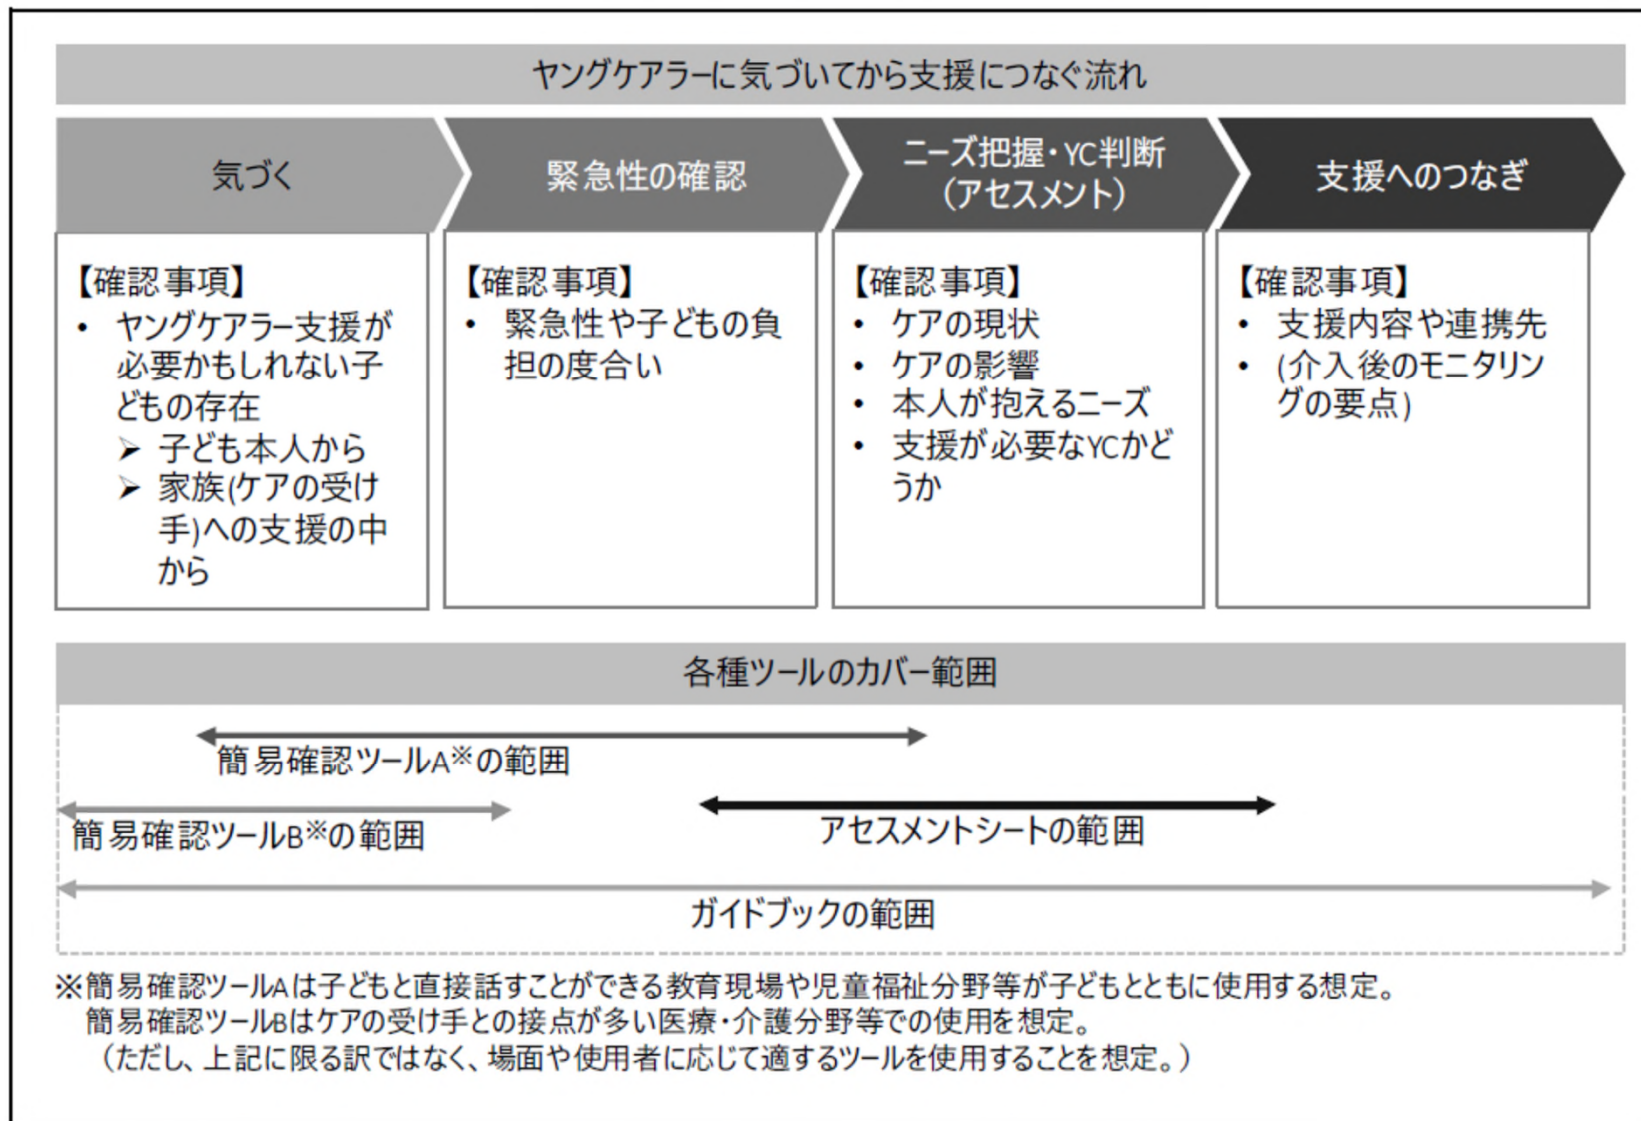 ヤングケアラーに気づいてから支援につなぐ流れ
気づく
緊急性の確認
ニーズ把握・YC判断
（アセスメント）
支援へのつなぎ
【確認事項】
• ヤングケアラー支援が
必要かもしれない子
どもの存在
➢ 子ども本人から
➢ 家族(ケアの受け
手)への支援の中
から
【確認事項】
• 緊急性や子どもの負
担の度合い
【確認事項】
• ケアの現状
• ケアの影響
• 本人が抱えるニーズ
• 支援が必要なYCかど
うか
【確認事項】
• 支援内容や連携先
• (介入後のモニタリン
グの要点)
各種ツールのカバー範囲
簡易確認ツールA※の範囲
簡易確認ツールB※の範囲
アセスメントシートの範囲
ガイドブックの範囲
※簡易確認ツールAは子どもと直接話すことができる教育現場や児童福祉分野等が子どもとともに使用する想定。
簡易確認ツールBはケアの受け手との接点が多い医療・介護分野等での使用を想定。
（ただし、上記に限る訳ではなく、場面や使用者に応じて適するツールを使用することを想定。）